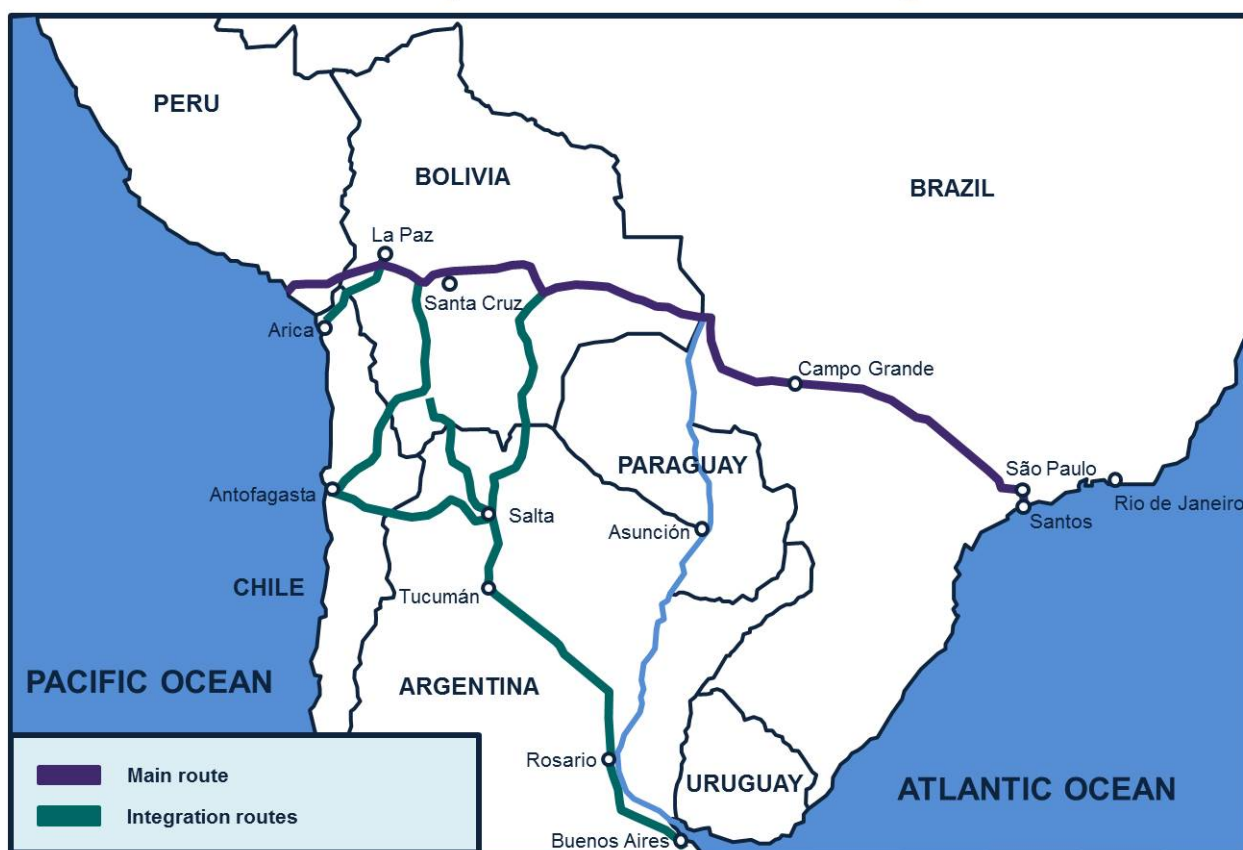 PERU
BOLIVIA
BRAZIL
La Paz
Santa Cruz
Arica
Campo Grande
PARAGUAY
São Paulo
Antofagasta
Rio de Janeiro
Salta
Santos
Asunción
CHILE
Tucumán
PACIFIC OCEAN
ARGENTINA
Rosario
Main route
URUGUAY
ATLANTIC OCEAN
Integration routes
Buenos Aires